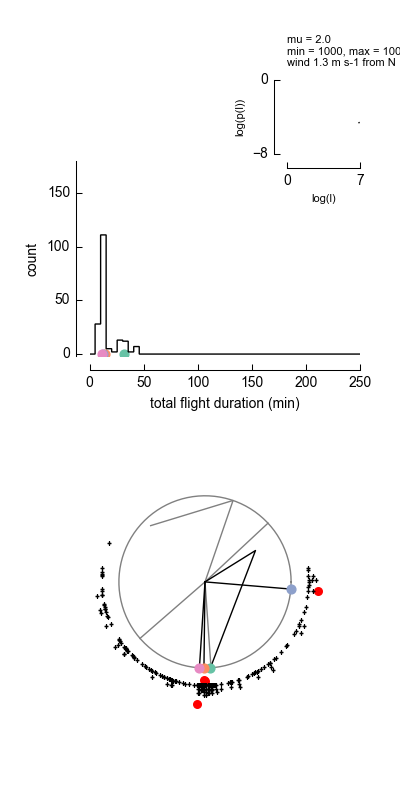 mu = 2.0
min = 1000, max = 100
wind 1.3 m s-1 from N
0
log(p(l))
−8
0
7
log(l)
150
100
50
0
count
0
50
100
150
200
250
total flight duration (min)